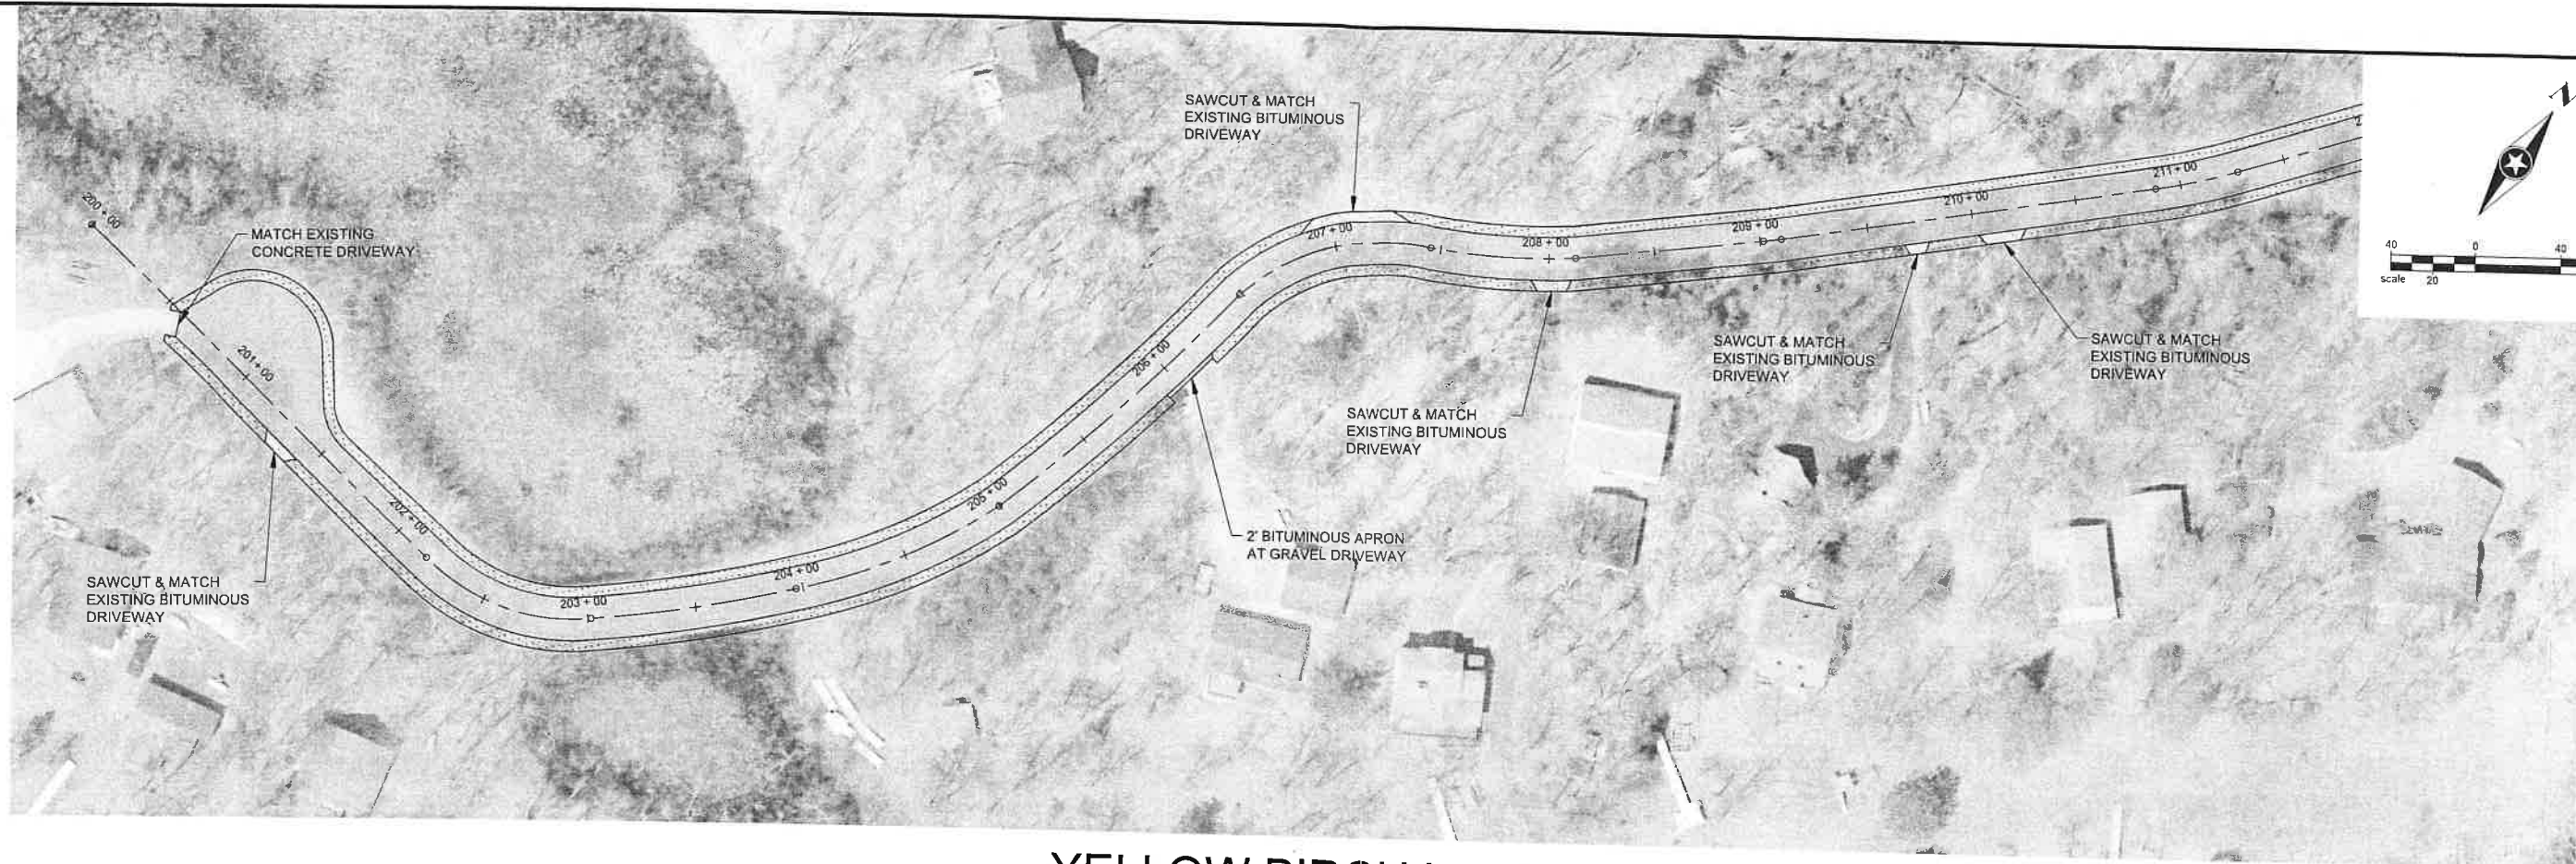 SAWCUT & MATCH
EXISTING BITUMINOUS
DRIVEWAY
N
40 0 40
scale 20
200 + 00
MATCH EXISTING
CONCRETE DRIVEWAY
201+00
202 + 00
203 + 00
204 + 00
205 + 00
206 + 00
207 + 00
208 + 00
209 + 00
210 + 00
211 + 00
SAWCUT & MATCH
EXISTING BITUMINOUS
DRIVEWAY
SAWCUT & MATCH
EXISTING BITUMINOUS
DRIVEWAY
SAWCUT & MATCH
EXISTING BITUMINOUS
DRIVEWAY
2' BITUMINOUS APRON
AT GRAVEL DRIVEWAY
SAWCUT & MATCH
EXISTING BITUMINOUS
DRIVEWAY
YELLOW BIRCH